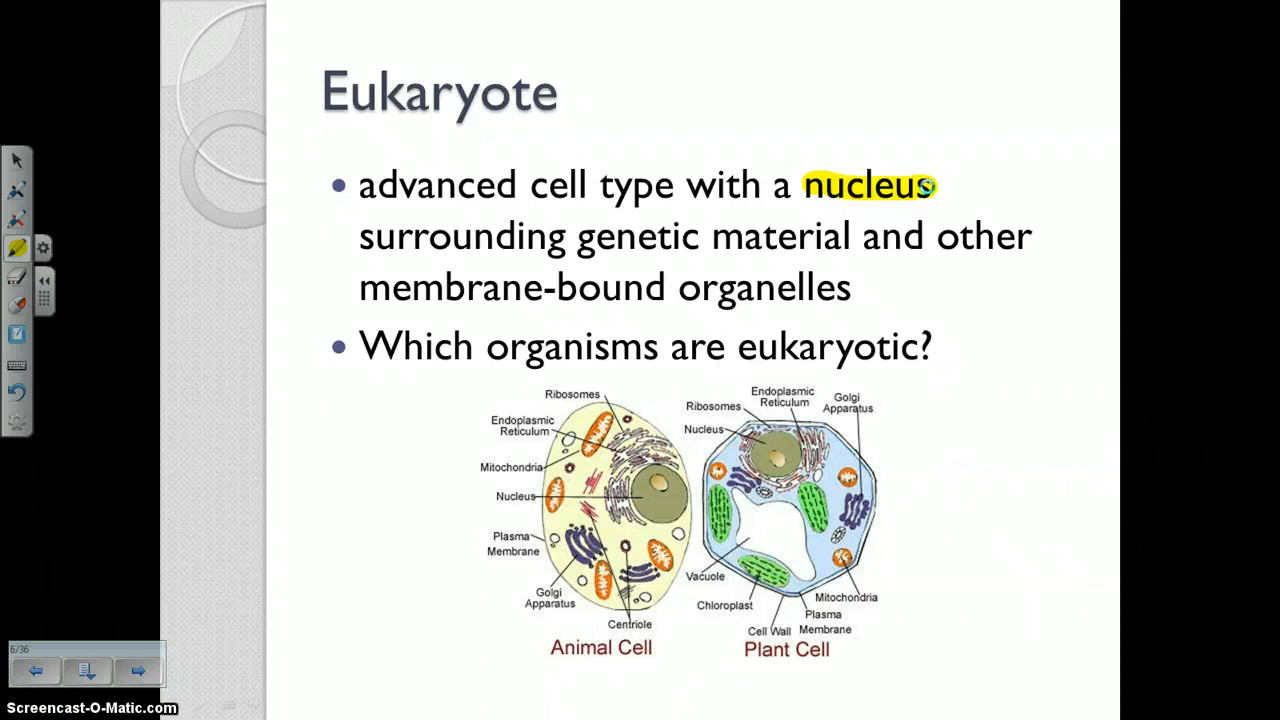 Eukaryote
• advanced cell type with a nucleus
surrounding genetic material and other
membrane-bound organelles
• Which organisms are eukaryotic?
Ribosomes
Endoplasmic
Reticulum
Mitochondria
Nucleus
Plasma
Membrane
Golgi
Apparatus
Centriole
Animal Cell
Endoplasmic
Reticulum
Golgi
Apparatus
Ribosomes
Nucleus
Vacuole
Chloroplast
Mitochondria
Plasma
Membrane
Cell Wall
Plant Cell
6/36
Screencast-O-Matic.com